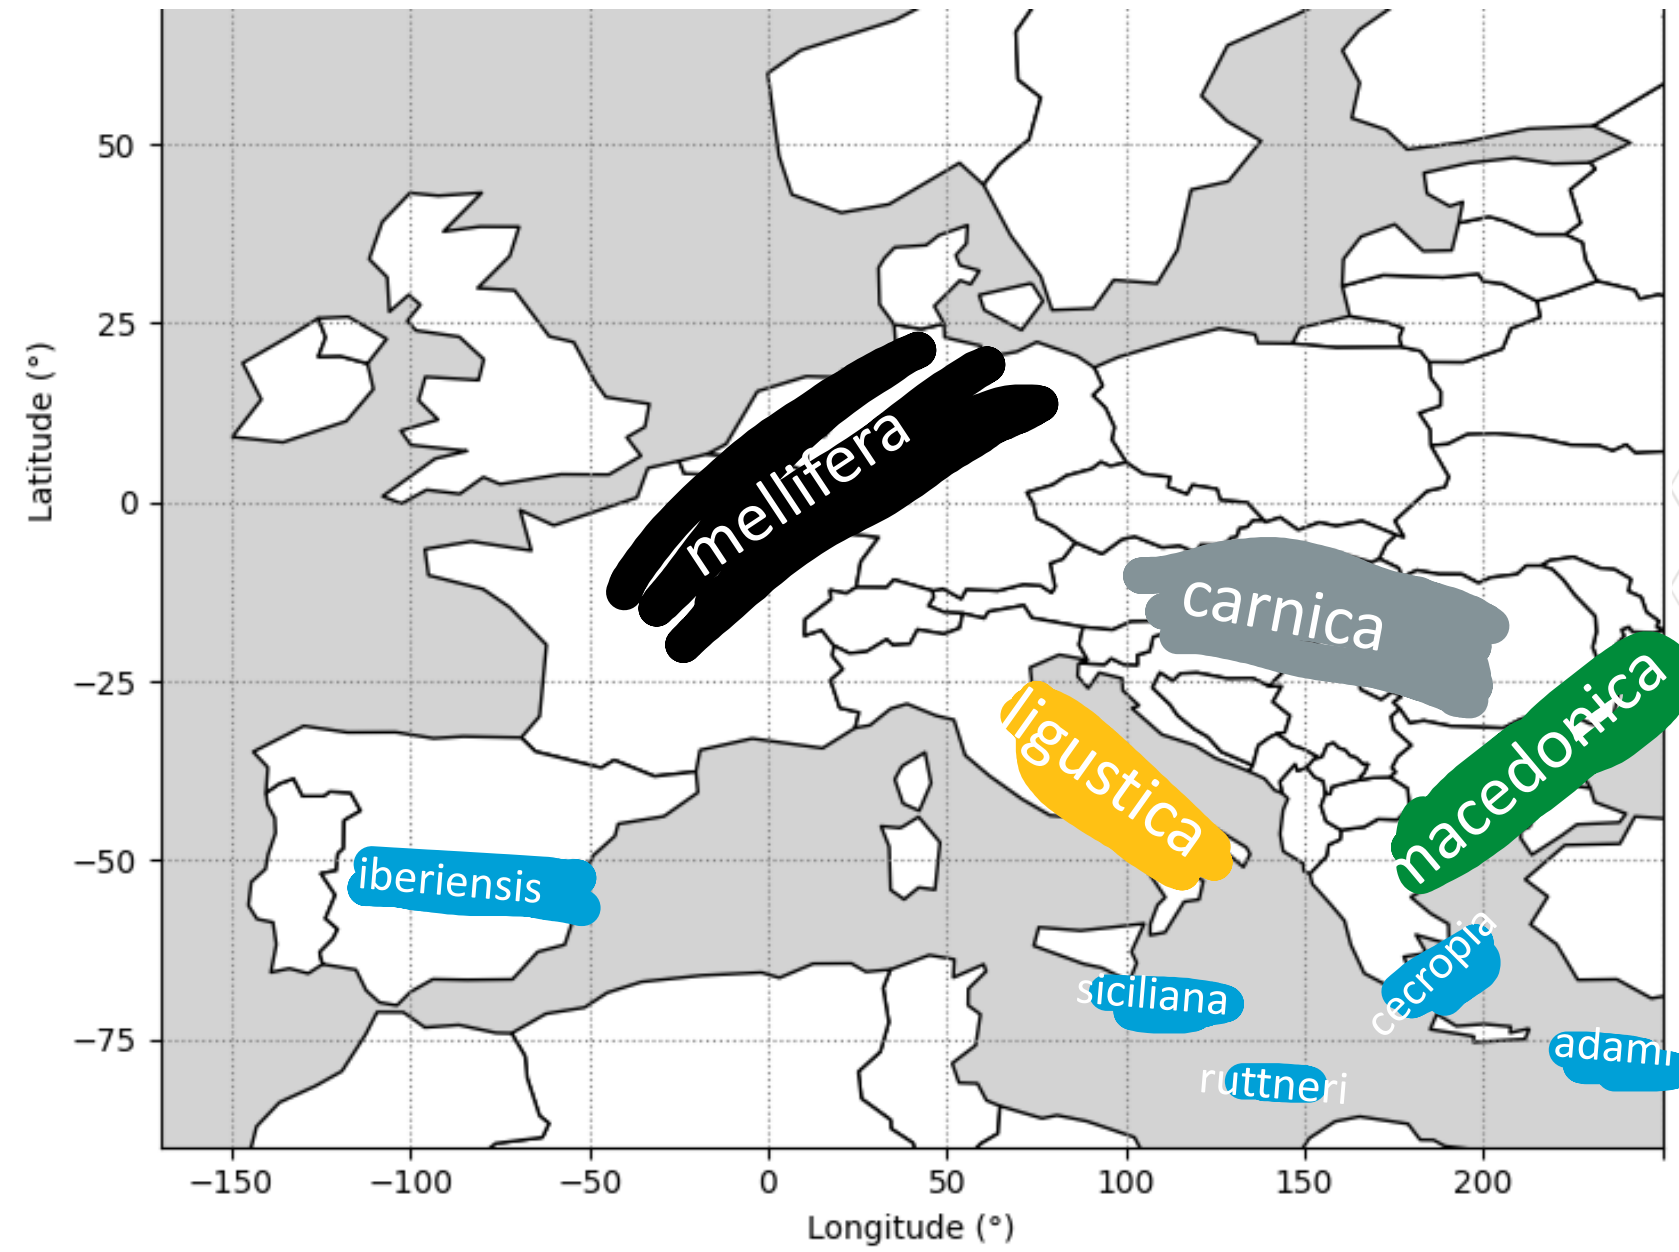 50
25
0
−25
−50
−75
Latitude (°)
mellifera
carnica
ligustica
macedonica
iberiensis
cecropia
siciliana
adami
ruttneri
−150 −100 −50 0 50 100 150 200
Longitude (°)